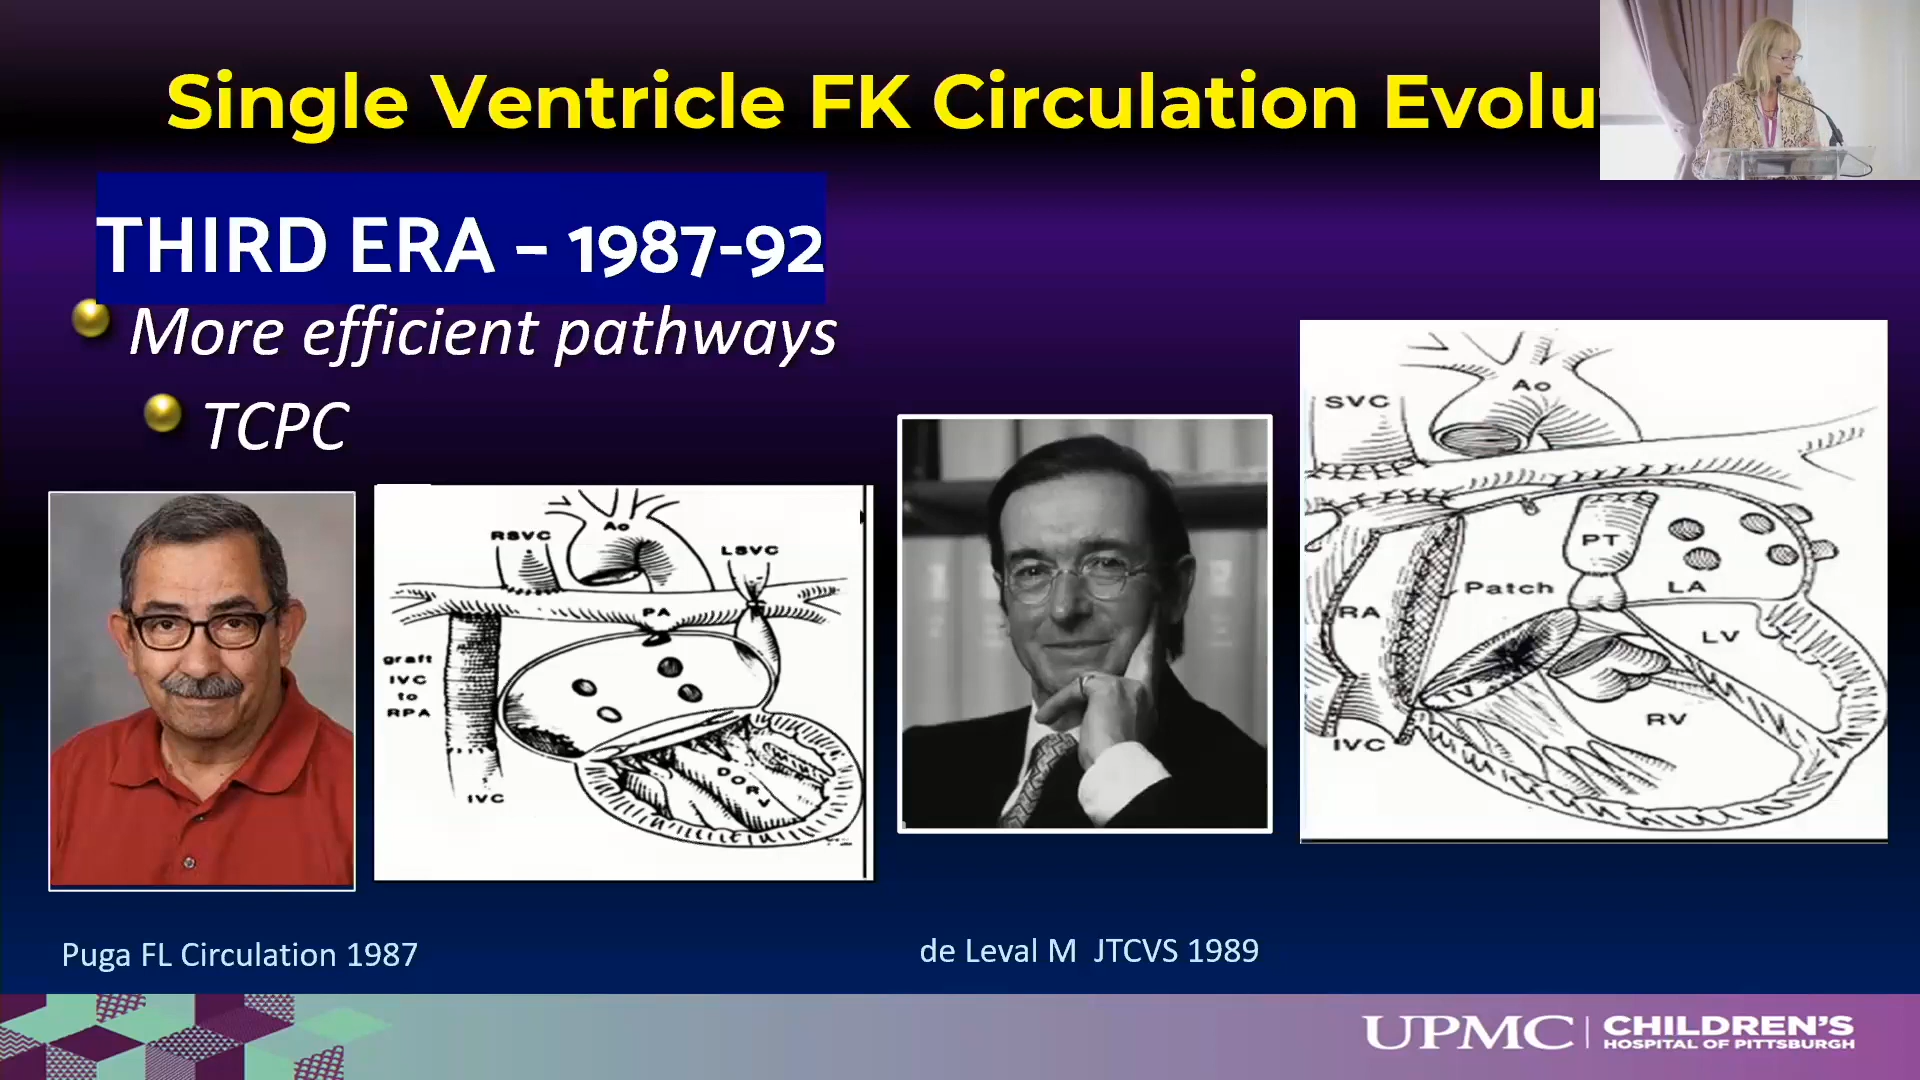 Single Ventricle FK Circulation Evolu
THIRD ERA – 1987-92
More efficient pathways
TCPC
RSVC
Ao
LSVC
PA
graft
IVC
to
RPA
IVC
DORV
SVC
Ao
PT
Patch
LA
RA
LV
TV
RV
IVC
Puga FL Circulation 1987
de Leval M JTCVS 1989
UPMC | CHILDREN'S
HOSPITAL OF PITTSBURGH